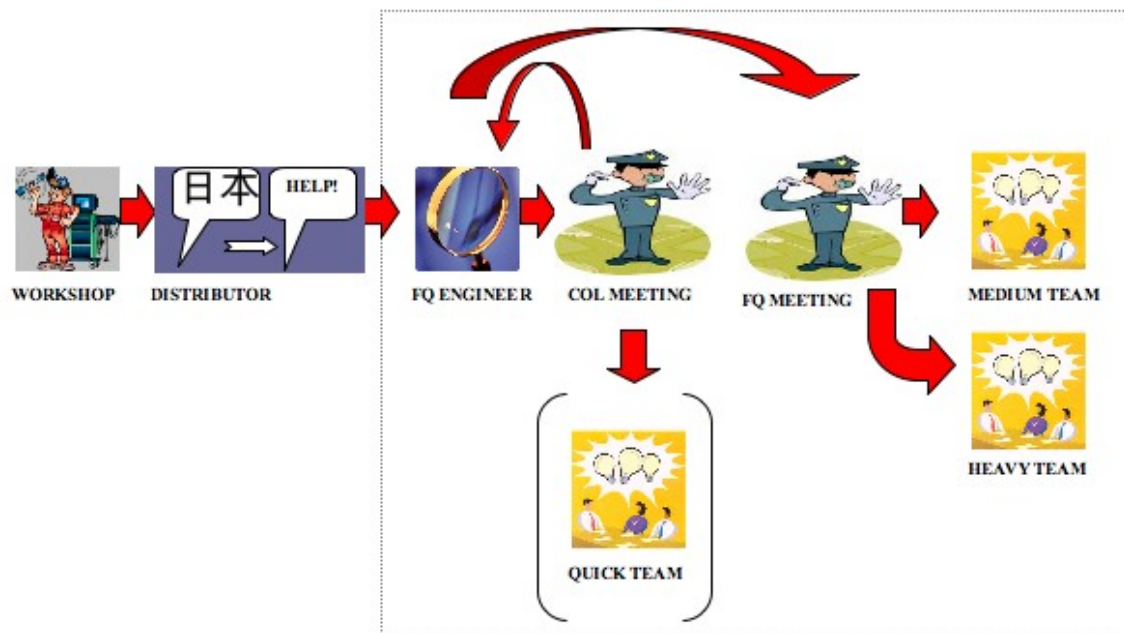 日本
HELP!
WORKSHOP
DISTRIBUTOR
FQ ENGINEER
COL MEETING
FQ MEETING
MEDIUM TEAM
HEAVY TEAM
QUICK TEAM